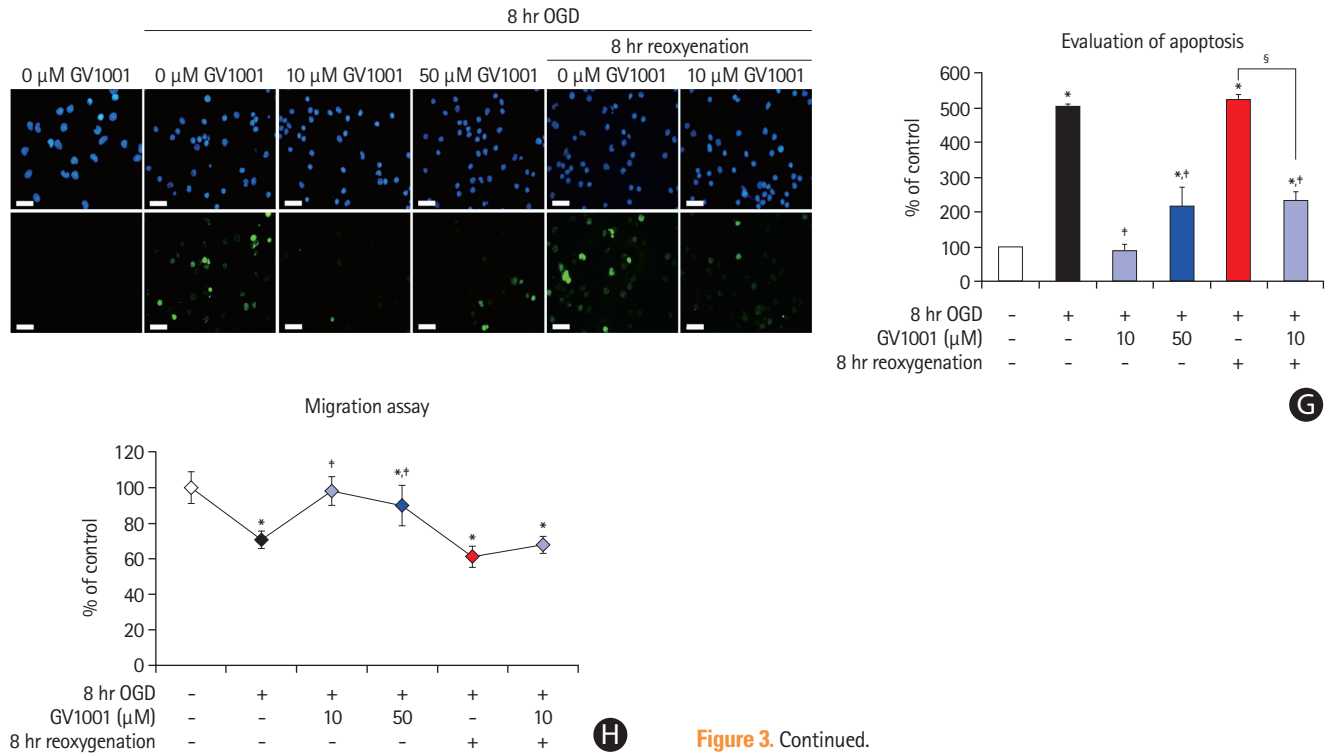 8 hr OGD
8 hr reoxyenation
0 μM GV1001 0 μM GV1001 10 μM GV1001 50 μM GV1001 0 μM GV1001 10 μM GV1001
Evaluation of apoptosis
% of control
600
500
400
300
200
100
0
* † *,† * § *,†
8 hr OGD - + + + + +
GV1001 (μM) - - 10 50 - 10
8 hr reoxygenation - - - - + +
G
Migration assay
% of control
120
100
80
60
40
20
0
* † *,† * *
8 hr OGD - + + + + +
GV1001 (μM) - - 10 50 - 10
8 hr reoxygenation - - - - + +
H
Figure 3. Continued.